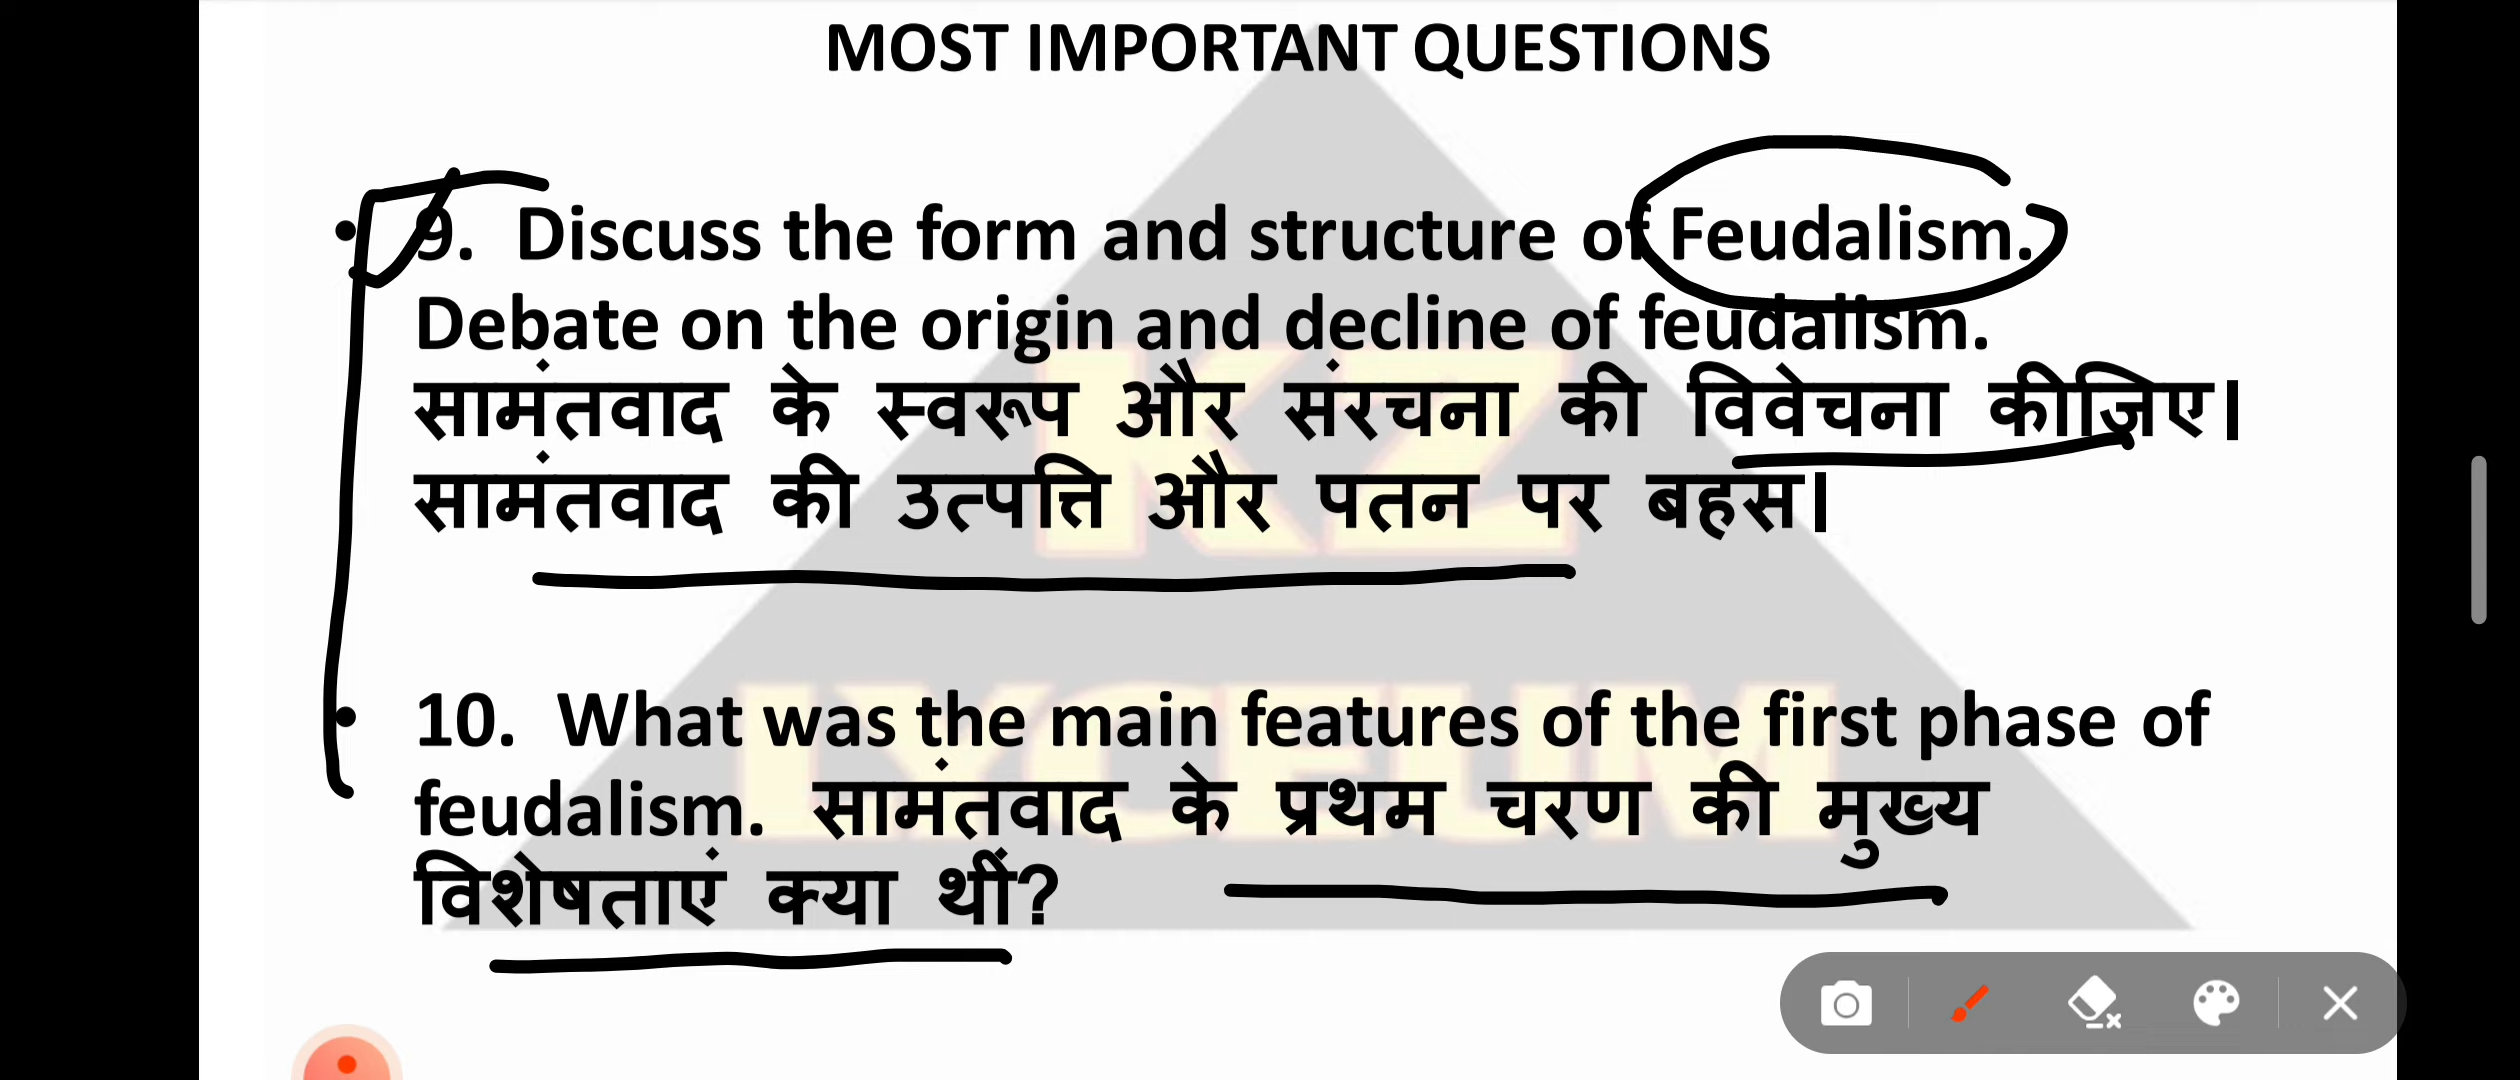 MOST IMPORTANT QUESTIONS
• 9. Discuss the form and structure of Feudalism.
Debate on the origin and decline of feudalism.
सामंतवाद के स्वरूप और संरचना की विवेचना कीजिए।
सामंतवाद की उत्पत्ति और पतन पर बहस।
• 10. What was the main features of the first phase of
feudalism. सामंतवाद के प्रथम चरण की मुख्य
विशेषताएं क्या थीं?
KZ
LYCEUM